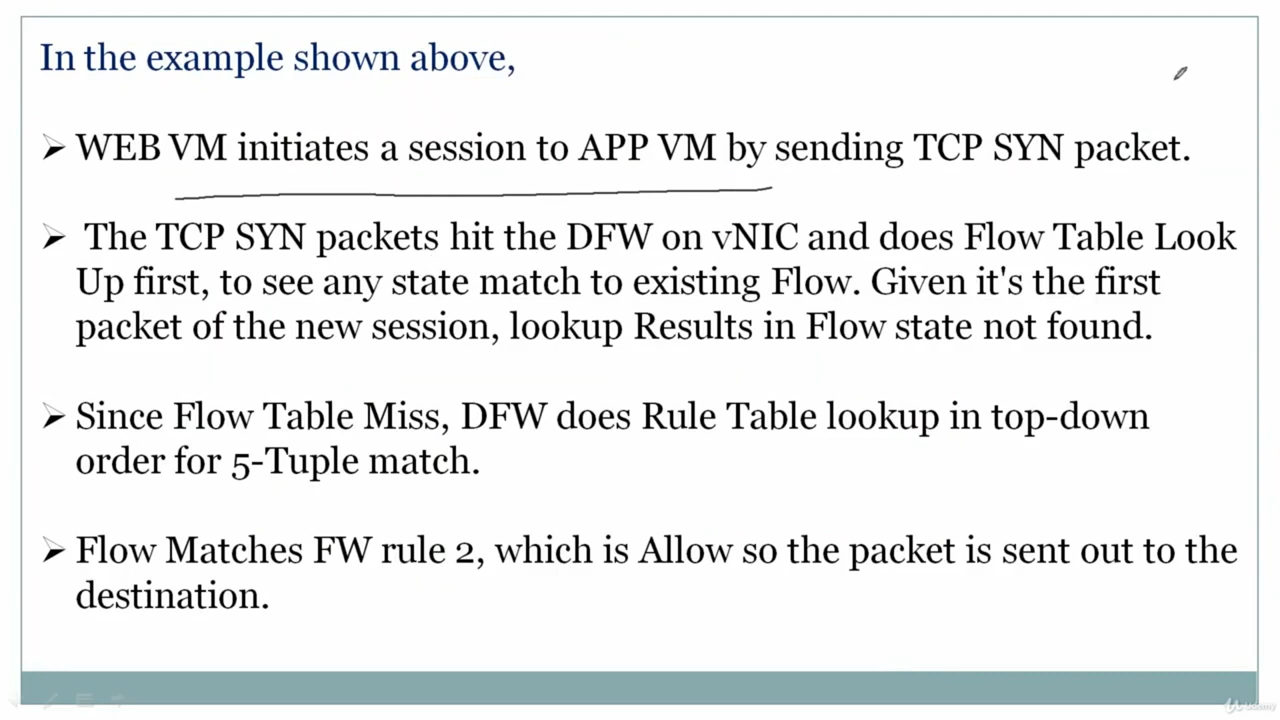 In the example shown above,
➢ WEB VM initiates a session to APP VM by sending TCP SYN packet.
➢ The TCP SYN packets hit the DFW on vNIC and does Flow Table Look
Up first, to see any state match to existing Flow. Given it's the first
packet of the new session, lookup Results in Flow state not found.
➢ Since Flow Table Miss, DFW does Rule Table lookup in top-down
order for 5-Tuple match.
➢ Flow Matches FW rule 2, which is Allow so the packet is sent out to the
destination.
Udemy